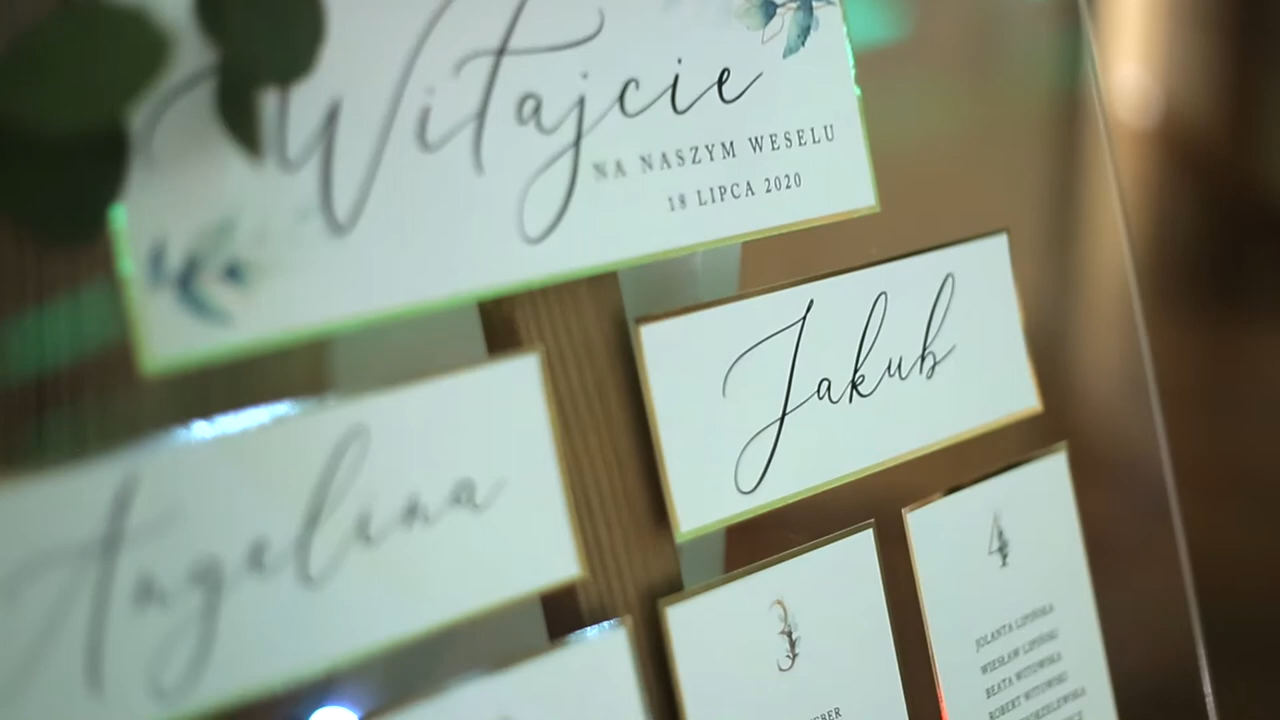 Witajcie
NA NASZYM WESELU
18 LIPCA 2020
Angelina
Jakub
3
4
JOLANTA LIPIŃSKA
WIESŁAW LIPIŃSKI
BEATA WITOWSKA
ROBERT WITOWSKI